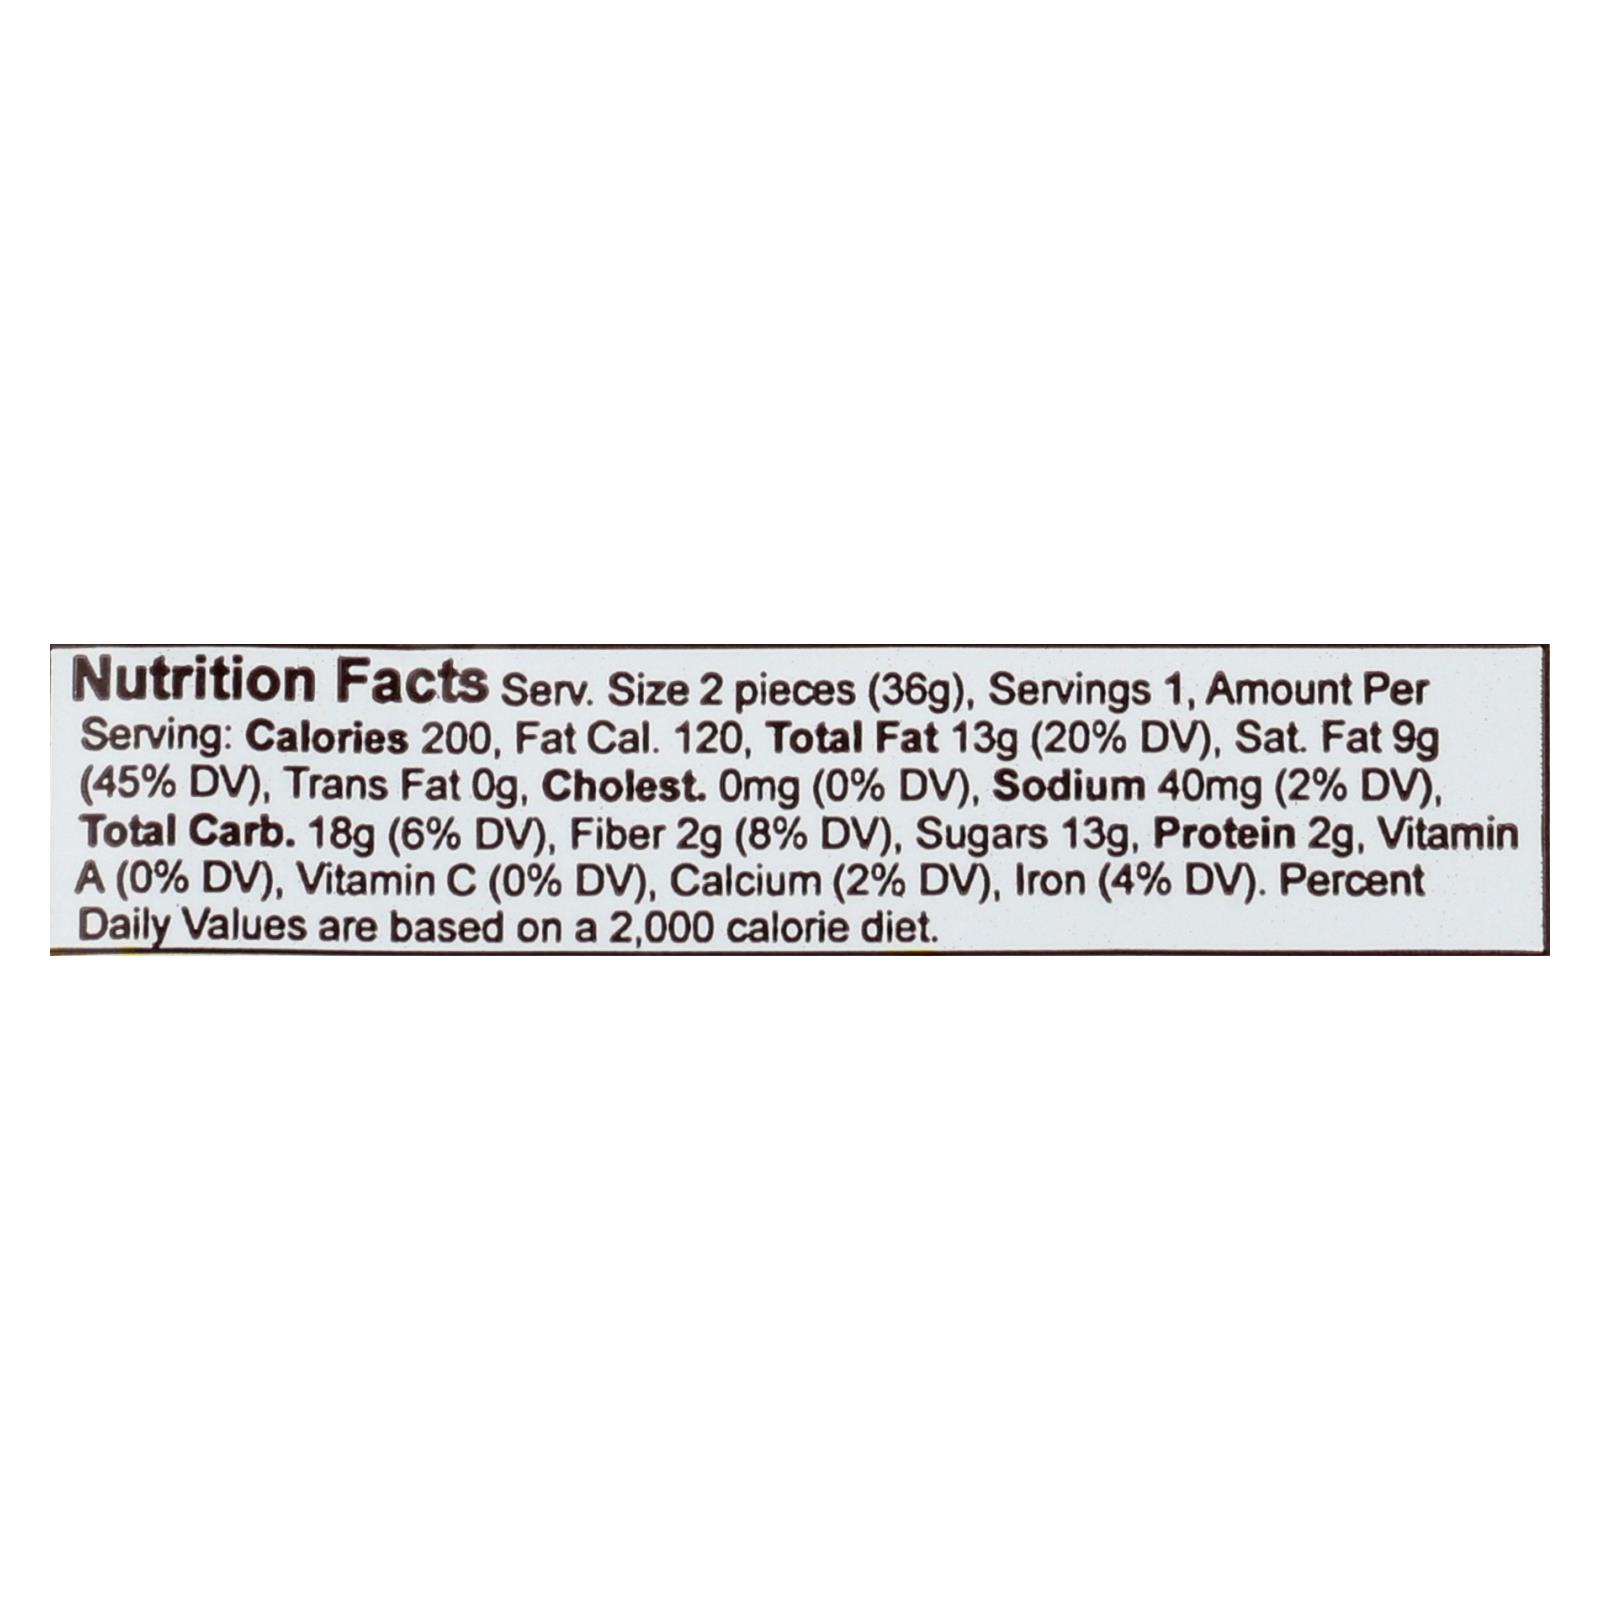 Nutrition Facts Serv. Size 2 pieces (36g), Servings 1, Amount Per
Serving: Calories 200, Fat Cal. 120, Total Fat 13g (20% DV), Sat. Fat 9g
(45% DV), Trans Fat 0g, Cholest. 0mg (0% DV), Sodium 40mg (2% DV),
Total Carb. 18g (6% DV), Fiber 2g (8% DV), Sugars 13g, Protein 2g, Vitamin
A (0% DV), Vitamin C (0% DV), Calcium (2% DV), Iron (4% DV). Percent
Daily Values are based on a 2,000 calorie diet.